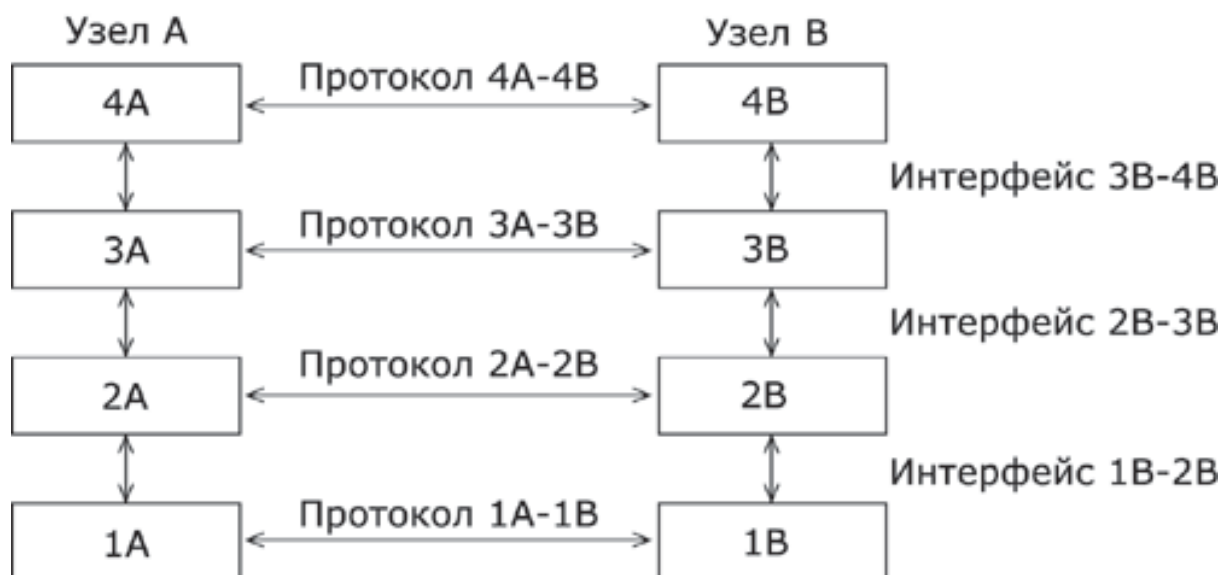 Узел А
Узел В
Протокол 4А-4В
4А
4В
Интерфейс 3В-4В
Протокол 3А-3В
3А
3В
Интерфейс 2В-3В
Протокол 2А-2В
2А
2В
Интерфейс 1В-2В
Протокол 1А-1В
1А
1В